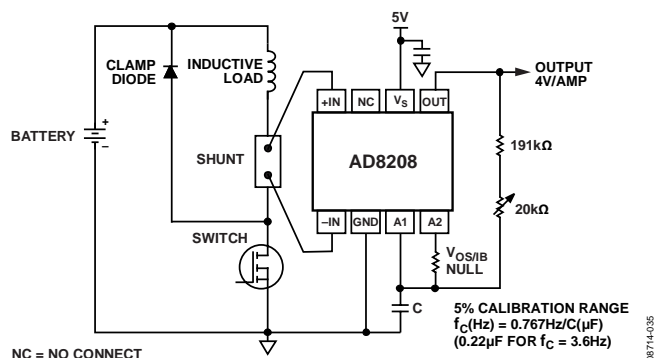 5V
OUTPUT
4V/AMP
CLAMP
DIODE
INDUCTIVE
LOAD
+IN
NC
VS
OUT
BATTERY
+
–
SHUNT
AD8208
191kΩ
20kΩ
–IN
GND
A1
A2
SWITCH
VOS/IB
NULL
C
5% CALIBRATION RANGE
fC(Hz) = 0.767Hz/C(µF)
(0.22µF FOR fC = 3.6Hz)
NC = NO CONNECT
08714-035